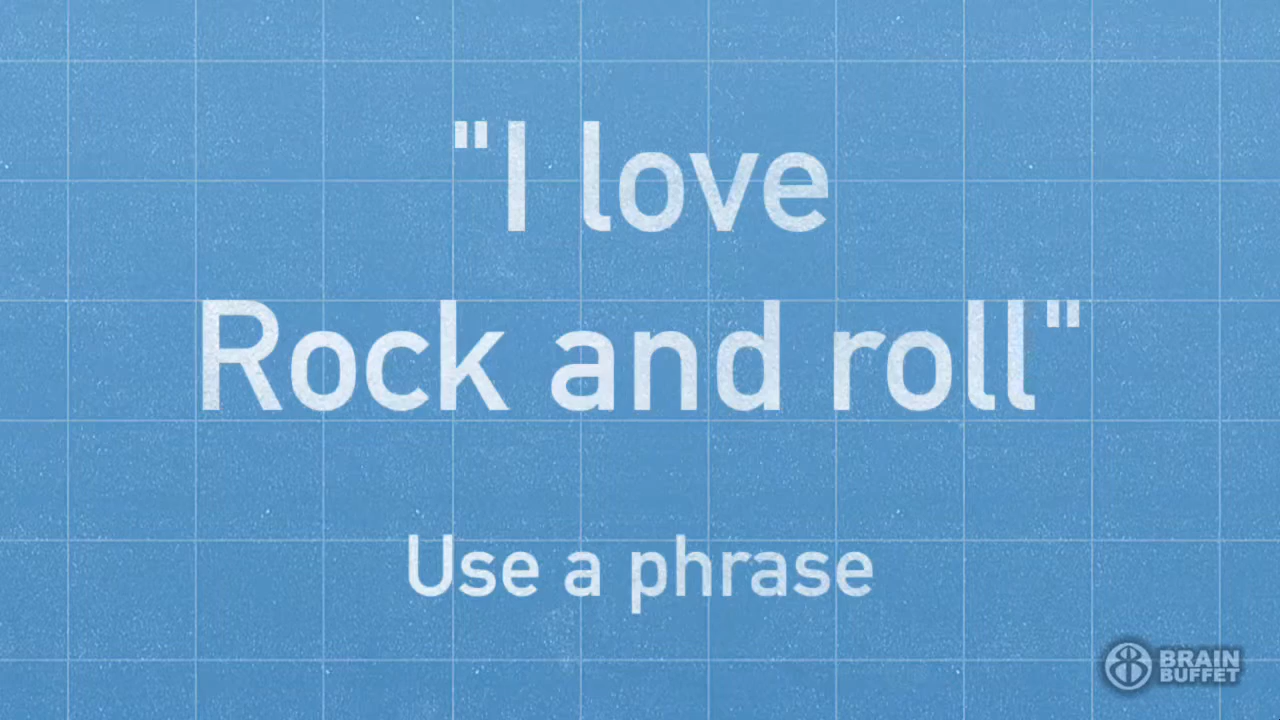 "I love
Rock and roll"
Use a phrase
BRAIN
BUFFET